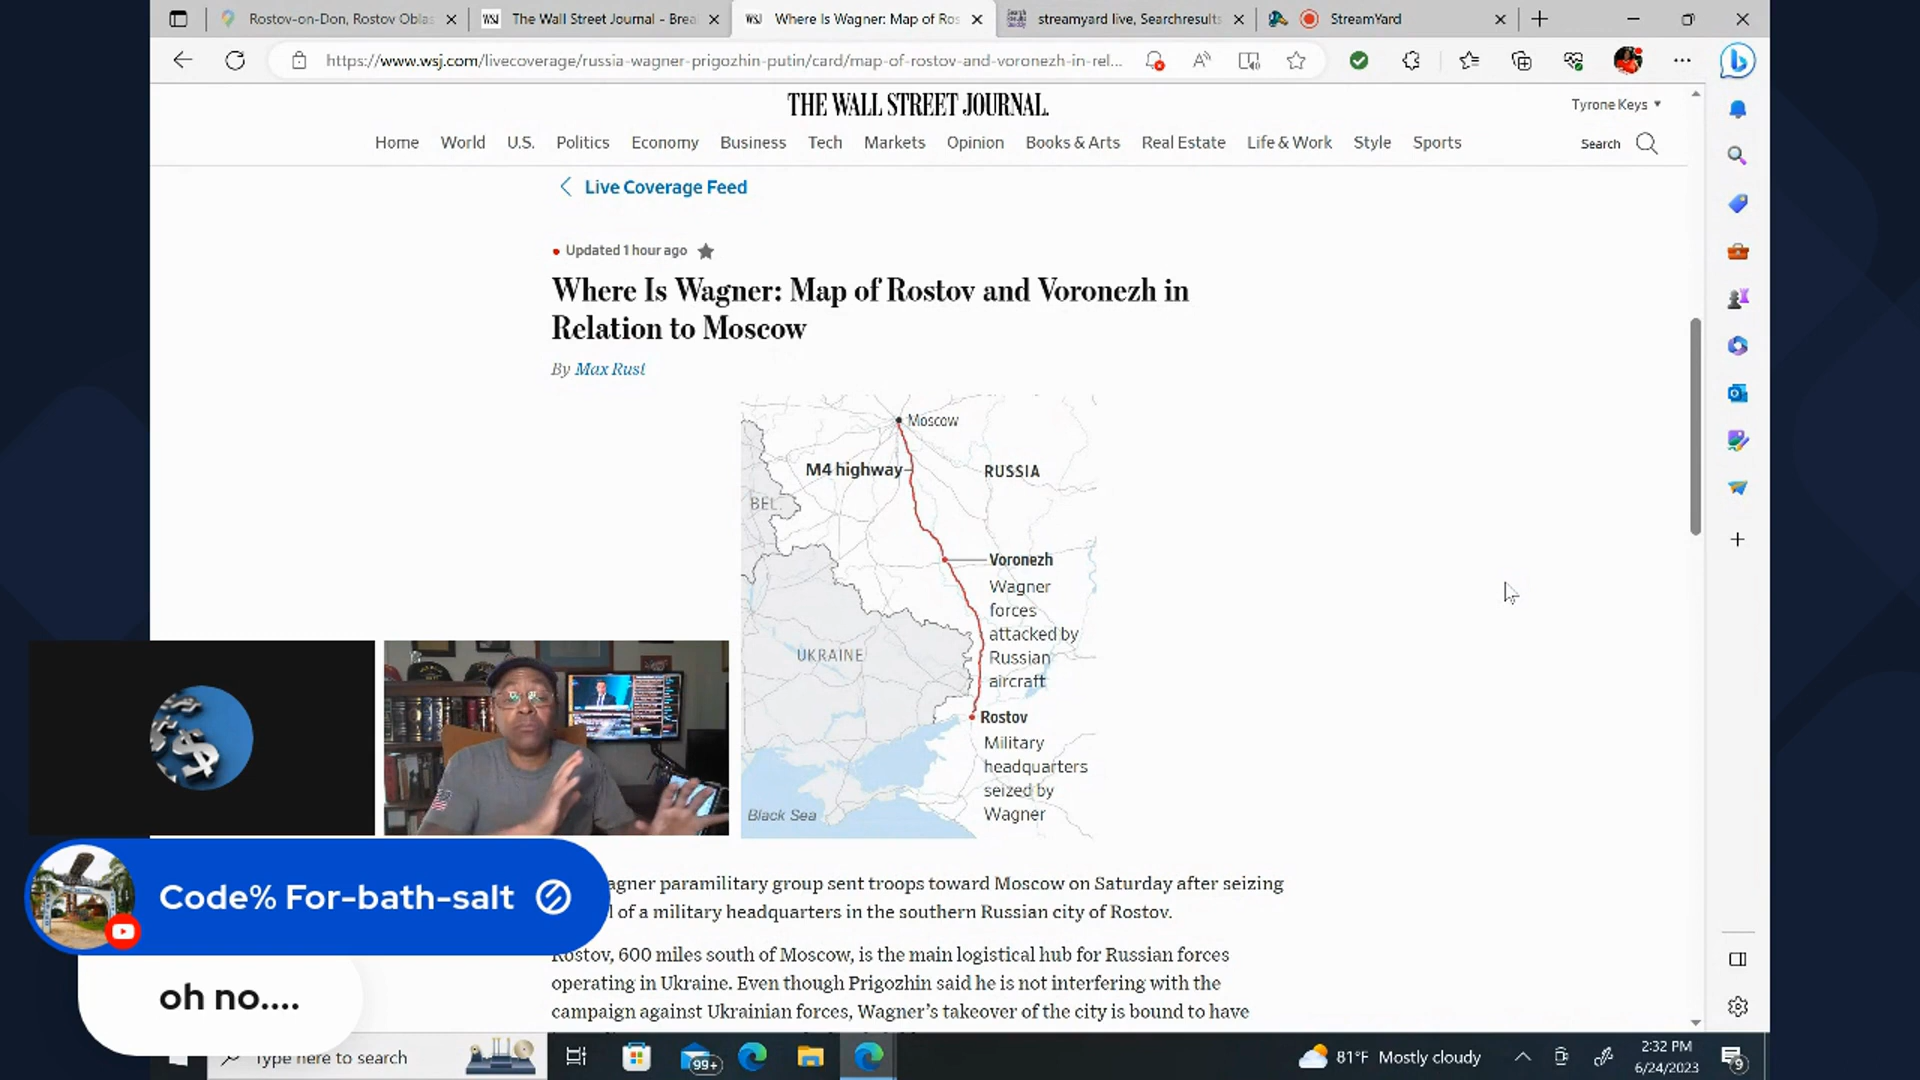 Rostov-on-Don, Rostov Oblas
The Wall Street Journal - Brea
Where Is Wagner: Map of Ros
streamyard live, Searchresults
StreamYard
https://www.wsj.com/livecoverage/russia-wagner-prigozhin-putin/card/map-of-rostov-and-voronezh-in-rel...
THE WALL STREET JOURNAL.
Tyrone Keys
Home World U.S. Politics Economy Business Tech Markets Opinion Books & Arts Real Estate Life & Work Style Sports
Search
Live Coverage Feed
Updated 1 hour ago
Where Is Wagner: Map of Rostov and Voronezh in
Relation to Moscow
By Max Rust
Moscow
M4 highway
RUSSIA
BEL.
Voronezh
Wagner
forces
attacked by
Russian
aircraft
UKRAINE
Rostov
Military
headquarters
seized by
Wagner
Black Sea
agner paramilitary group sent troops toward Moscow on Saturday after seizing
l of a military headquarters in the southern Russian city of Rostov.
Rostov, 600 miles south of Moscow, is the main logistical hub for Russian forces
operating in Ukraine. Even though Prigozhin said he is not interfering with the
campaign against Ukrainian forces, Wagner's takeover of the city is bound to have
Code% For-bath-salt
oh no....
Type here to search
99+
81°F Mostly cloudy
2:32 PM
6/24/2023
9